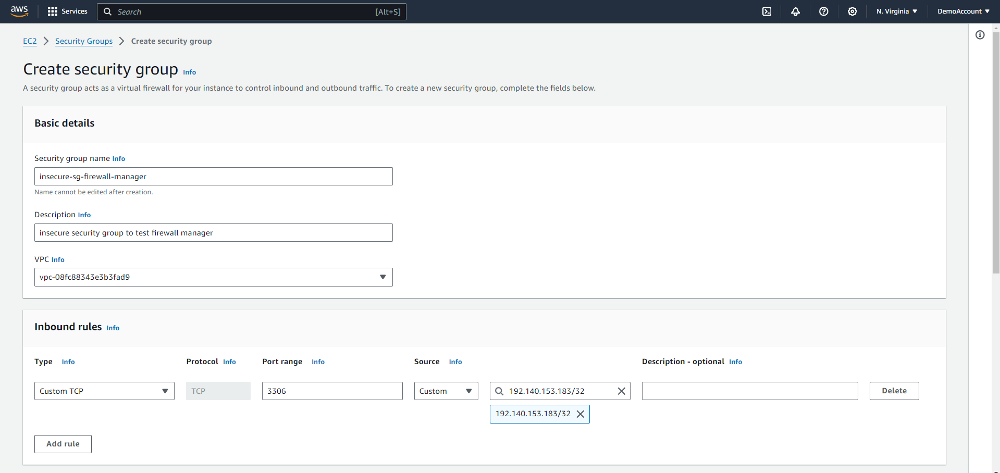 aws
Services
Search [Alt+S]
N. Virginia
DemoAccount
EC2 Security Groups Create security group
Create security group Info
A security group acts as a virtual firewall for your instance to control inbound and outbound traffic. To create a new security group, complete the fields below.
Basic details
Security group name Info
insecure-sg-firewall-manager
Name cannot be edited after creation.
Description Info
insecure security group to test firewall manager
VPC Info
vpc-08fc88343e3b3fad9
Inbound rules Info
Type Info Protocol Info Port range Info Source Info Description - optional Info
Custom TCP TCP 3306 Custom 192.140.153.183/32 Delete
192.140.153.183/32
Add rule